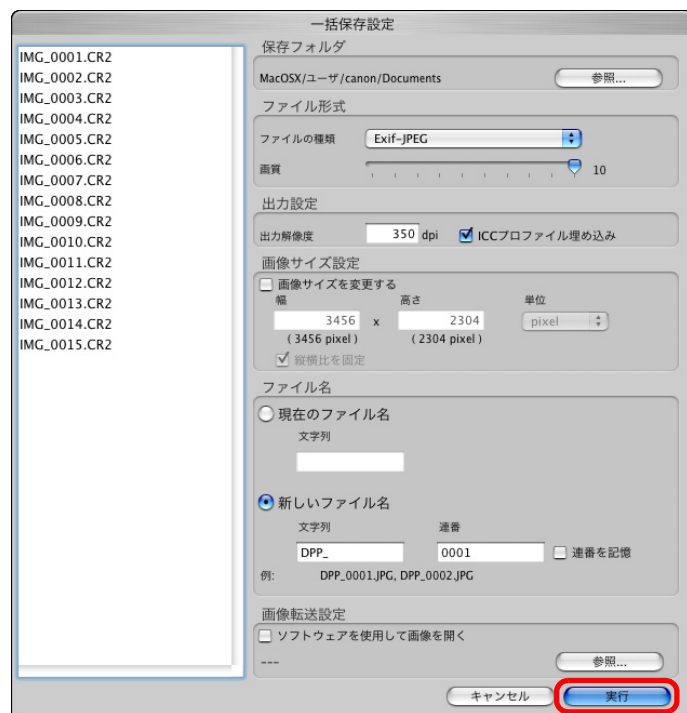 一括保存設定
IMG_0001.CR2
IMG_0002.CR2
IMG_0003.CR2
IMG_0004.CR2
IMG_0005.CR2
IMG_0006.CR2
IMG_0007.CR2
IMG_0008.CR2
IMG_0009.CR2
IMG_0010.CR2
IMG_0011.CR2
IMG_0012.CR2
IMG_0013.CR2
IMG_0014.CR2
IMG_0015.CR2
保存フォルダ
MacOSX/ユーザ/canon/Documents 参照...
ファイル形式
ファイルの種類 Exif-JPEG
画質 10
出力設定
出力解像度 350 dpi ICCプロファイル埋め込み
画像サイズ設定
画像サイズを変更する
幅 高さ 単位
3456 x 2304 pixel
(3456 pixel) (2304 pixel)
縦横比を固定
ファイル名
現在のファイル名
文字列
新しいファイル名
文字列 連番
DPP_ 0001 連番を記憶
例: DPP_0001.JPG, DPP_0002.JPG
画像転送設定
ソフトウェアを使用して画像を開く
--- 参照...
キャンセル 実行